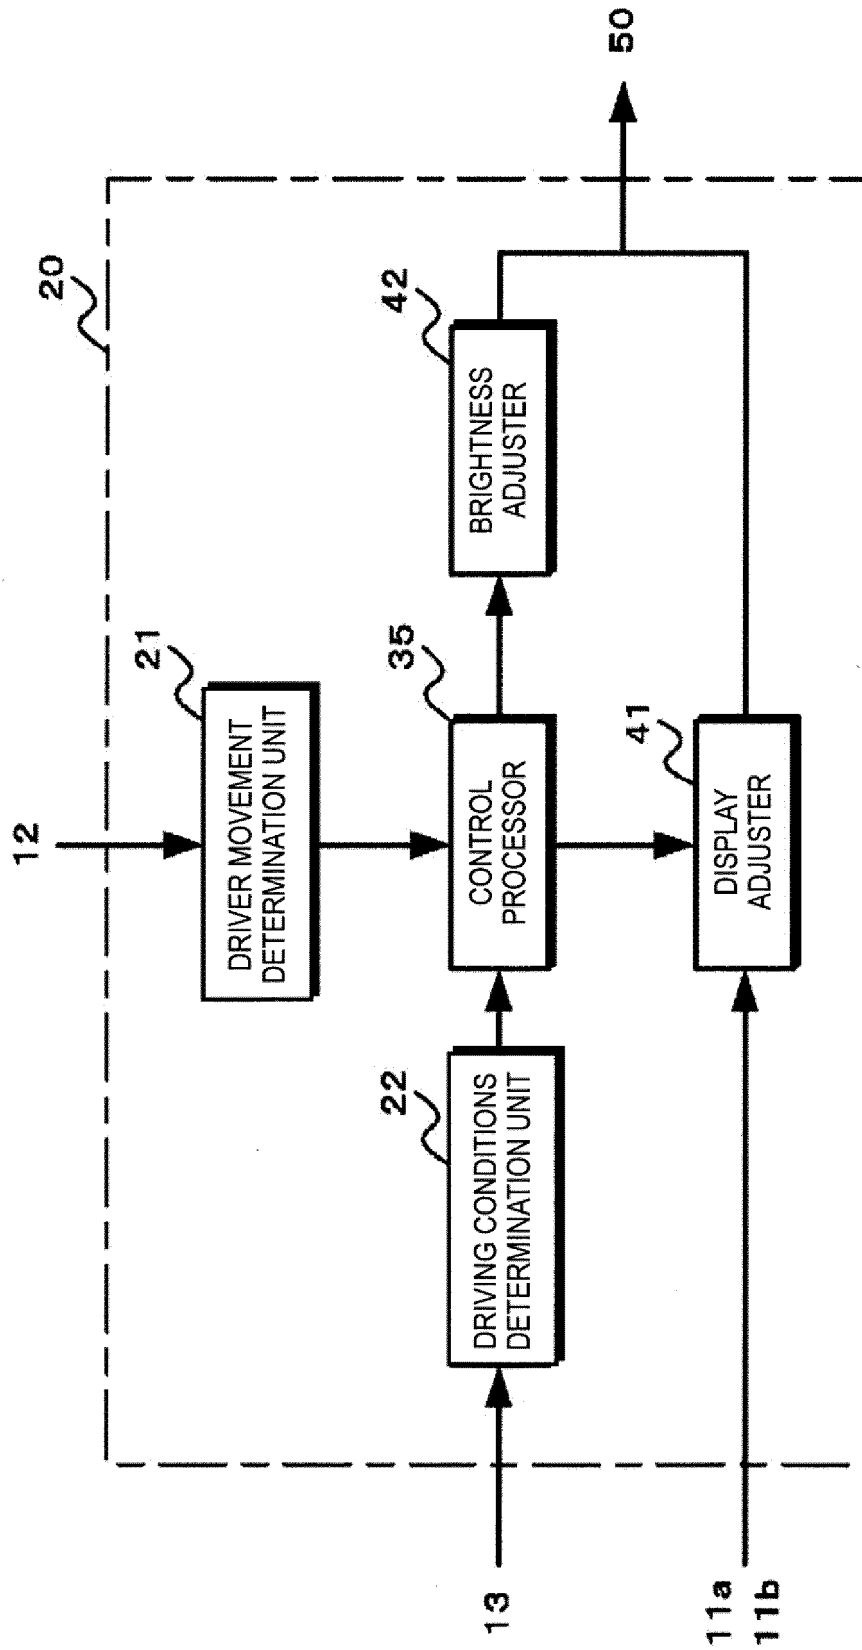 20
12
21
DRIVER MOVEMENT
DETERMINATION UNIT
13
22
DRIVING CONDITIONS
DETERMINATION UNIT
35
CONTROL
PROCESSOR
42
BRIGHTNESS
ADJUSTER
50
11a
11b
41
DISPLAY
ADJUSTER